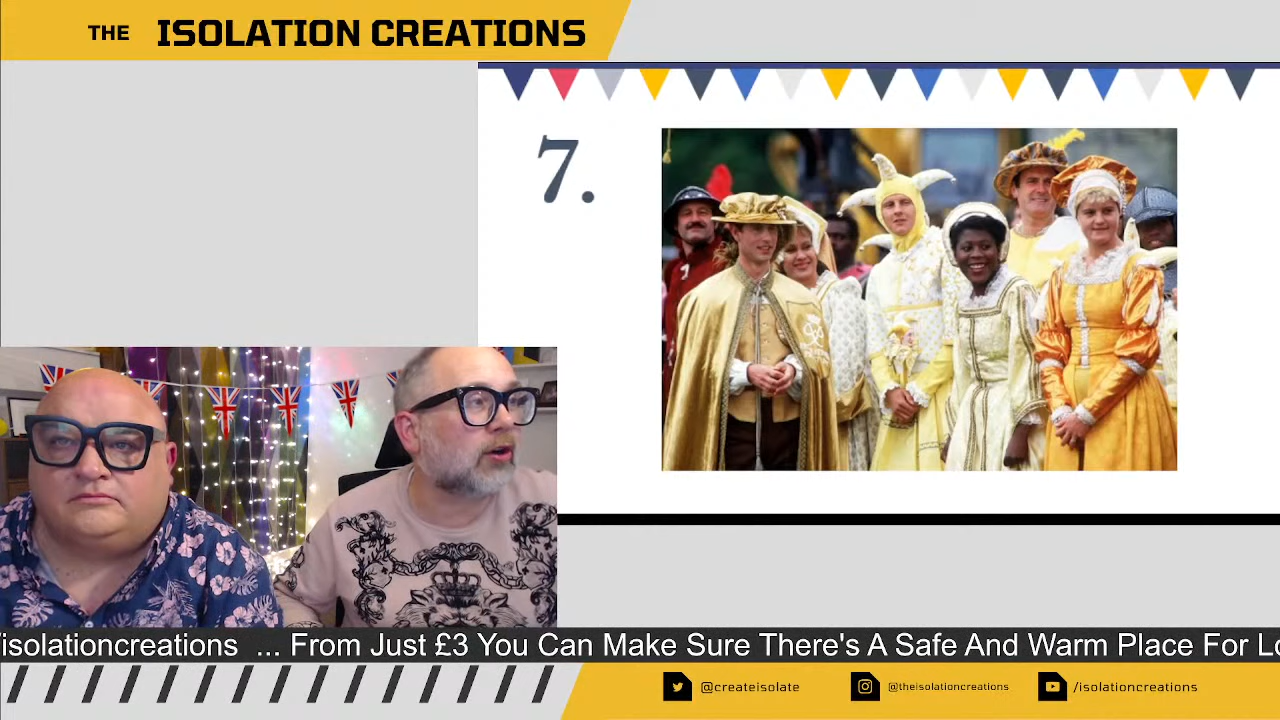 THE ISOLATION CREATIONS
7.
isolationcreations ... From Just £3 You Can Make Sure There's A Safe And Warm Place For
@createisolate
@theisolationcreations
/isolationcreations